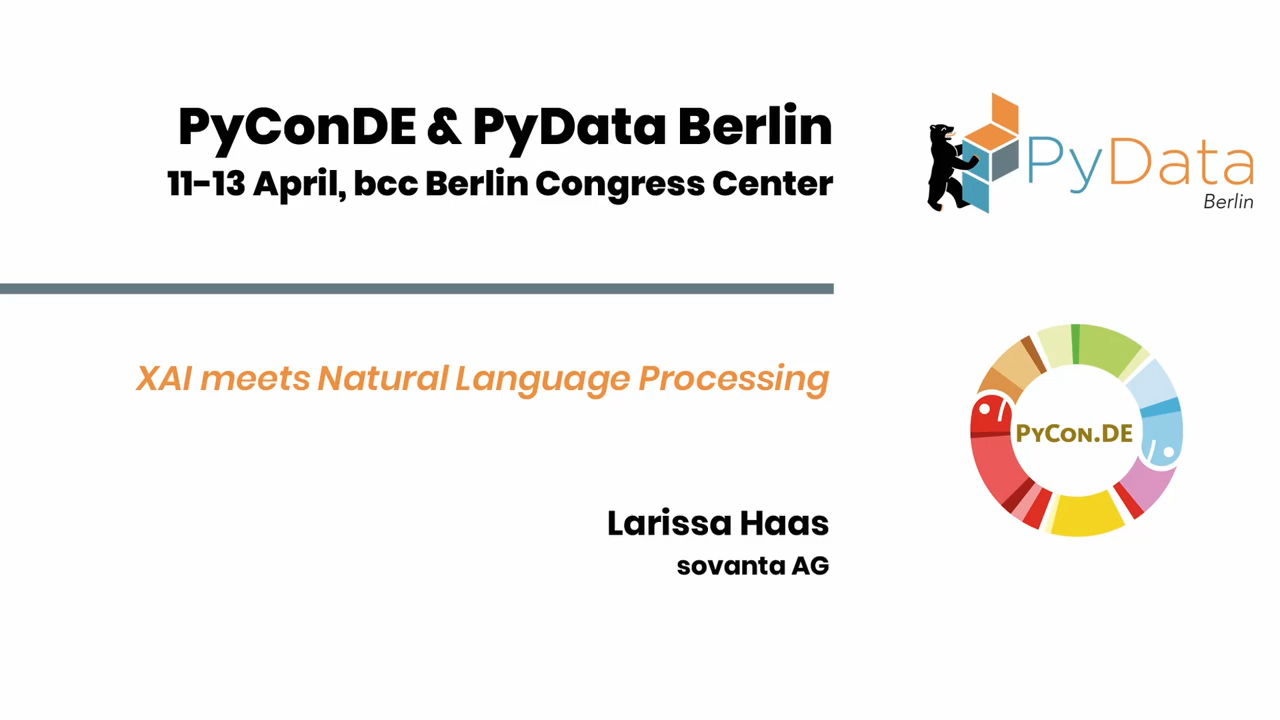 PyConDE & PyData Berlin
11-13 April, bcc Berlin Congress Center
PyData
Berlin
XAI meets Natural Language Processing
PYCON.DE
Larissa Haas
sovanta AG